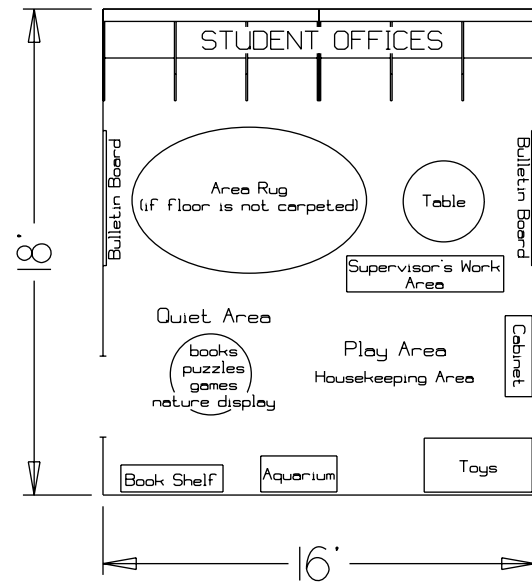 STUDENT OFFICES
Bulletin Board
Area Rug
(if floor is not carpeted)
Table
Bulletin Board
18'
Supervisor's Work
Area
Quiet Area
books
puzzles
games
nature display
Play Area
Housekeeping Area
Cabinet
Book Shelf
Aquarium
Toys
16'